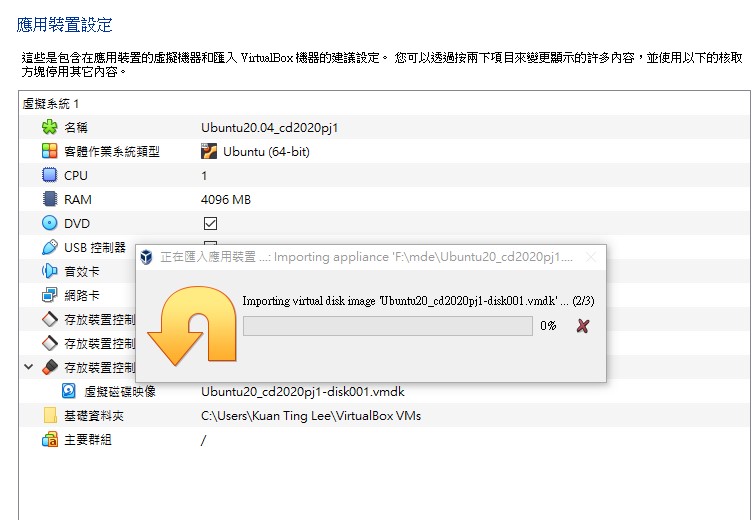 應用裝置設定
這些是包含在應用裝置的虛擬機器和匯入 VirtualBox 機器的建議設定。 您可以透過按兩下項目來變更顯示的許多內容，並使用以下的核取
方塊停用其它內容。
虛擬系統 1
名稱 Ubuntu20.04_cd2020pj1
客體作業系統類型 Ubuntu (64-bit)
CPU 1
RAM 4096 MB
DVD
USB 控制器
正在匯入應用裝置 ...: Importing appliance 'F:\mde\Ubuntu20_cd2020pj1....
音效卡
網路卡
Importing virtual disk image 'Ubuntu20_cd2020pj1-disk001.vmdk' ... (2/3)
存放裝置控制
0%
存放裝置控制
存放裝置控制
虛擬磁碟映像 Ubuntu20_cd2020pj1-disk001.vmdk
基礎資料夾 C:\Users\Kuan Ting Lee\VirtualBox VMs
主要群組 /